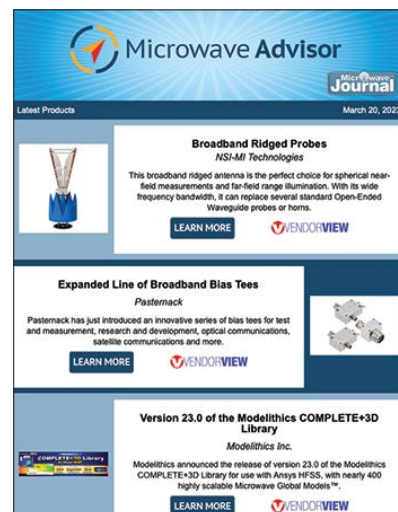 Microwave Advisor
Microwave
Journal
Latest Products
March 20, 2023
Broadband Ridged Probes
NSI-MI Technologies
This broadband ridged antenna is the perfect choice for spherical near-
field measurements and far-field range illumination. With its wide
frequency bandwidth, it can replace several standard Open-Ended
Waveguide probes or horns.
LEARN MORE
VENDORVIEW
Expanded Line of Broadband Bias Tees
Pasternack
Pasternack has just introduced an innovative series of bias tees for test
and measurement, research and development, optical communications,
satellite communications and more.
LEARN MORE
VENDORVIEW
COMPLETE+3D Library
Version 23.0 of the Modelithics COMPLETE+3D
Library
Modelithics Inc.
Modelithics announced the release of version 23.0 of the Modelithics
COMPLETE+3D Library for use with Ansys HFSS, with nearly 400
highly scalable Microwave Global Models™.
LEARN MORE
VENDORVIEW